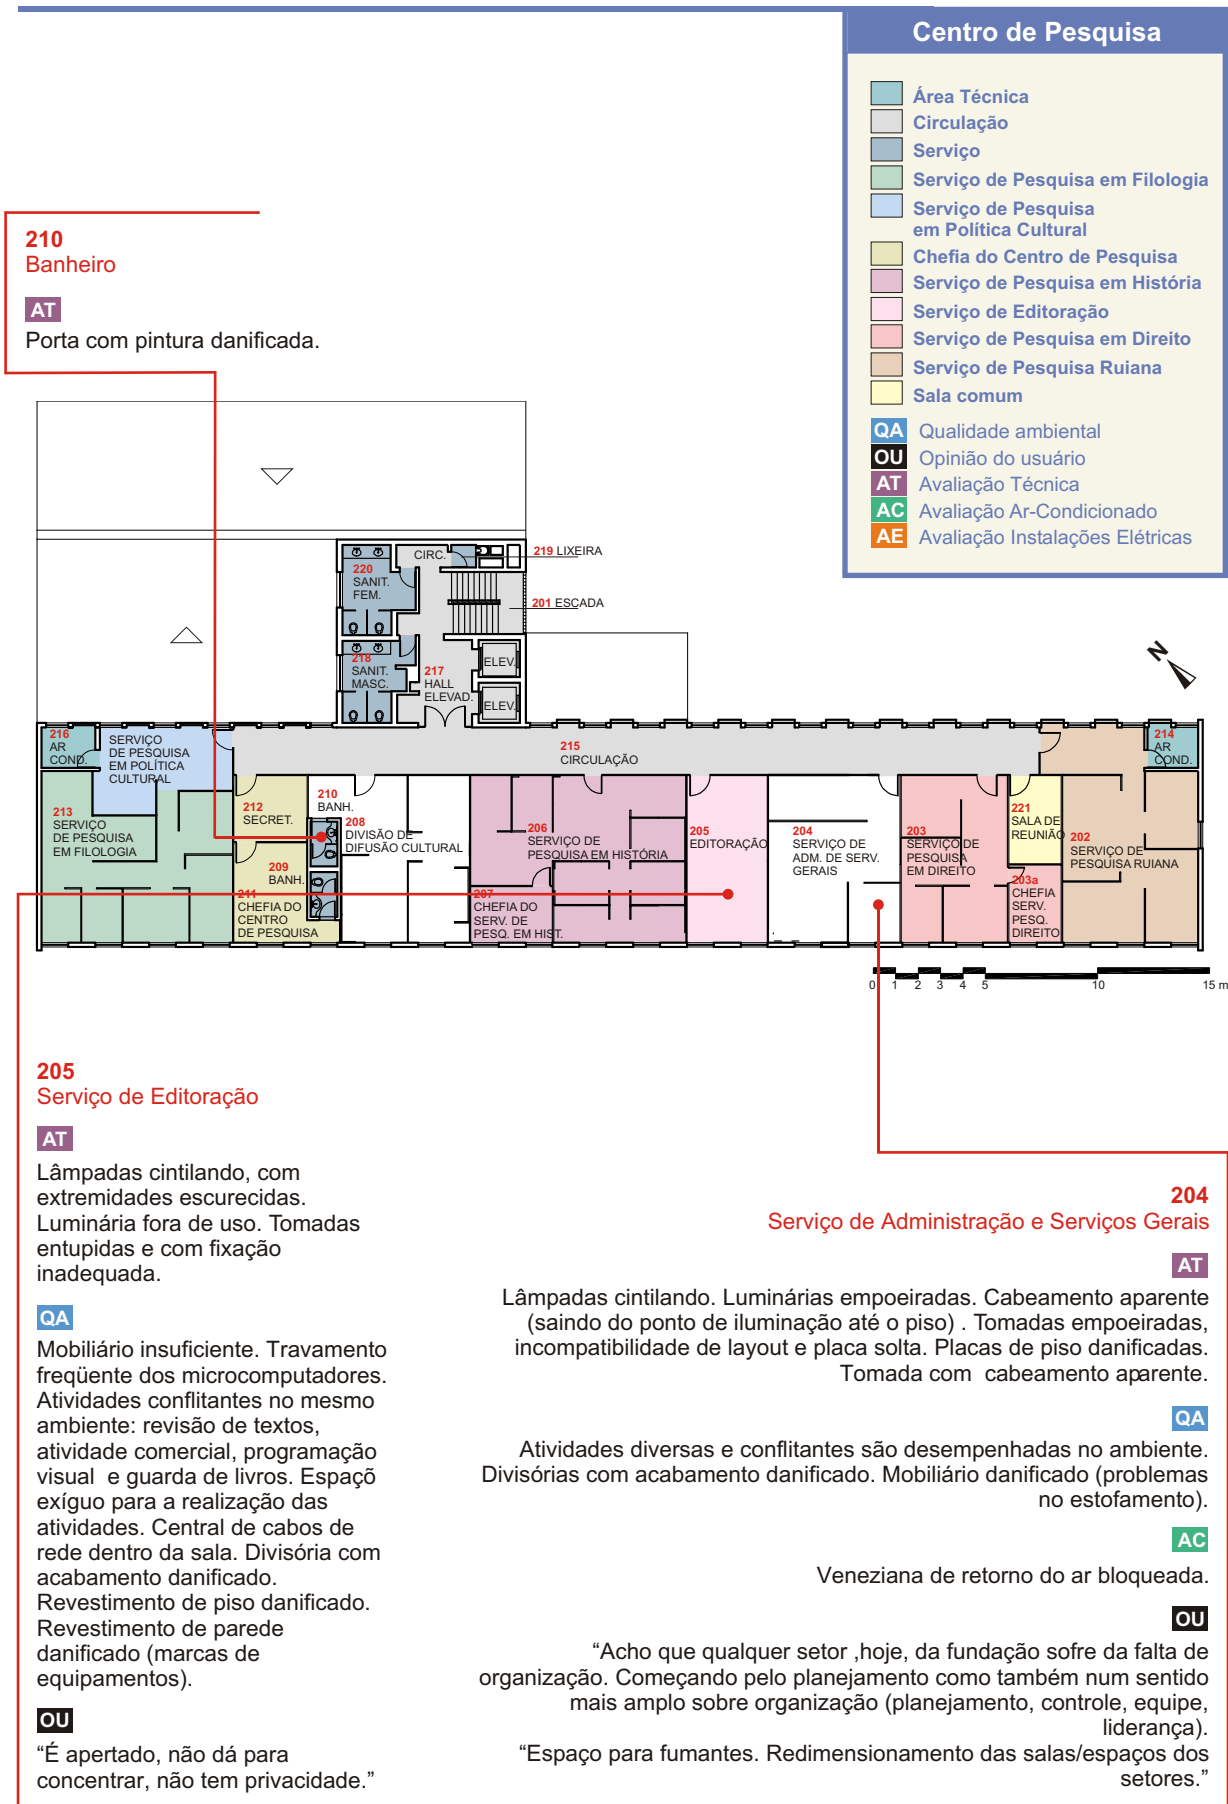 Centro de Pesquisa
Área Técnica
Circulação
Serviço
Serviço de Pesquisa em Filologia
Serviço de Pesquisa
em Política Cultural
Chefia do Centro de Pesquisa
Serviço de Pesquisa em História
Serviço de Editoração
Serviço de Pesquisa em Direito
Serviço de Pesquisa Ruiana
Sala comum
QA Qualidade ambiental
OU Opinião do usuário
AT Avaliação Técnica
AC Avaliação Ar-Condicionado
AE Avaliação Instalações Elétricas
210
Banheiro
AT
Porta com pintura danificada.
CIRC.
219 LIXEIRA
220
SANIT.
FEM.
201 ESCADA
218
SANIT.
MASC.
217
HALL
ELEVAD.
ELEV.
ELEV.
N
216
AR
COND.
SERVIÇO
DE PESQUISA
EM POLÍTICA
CULTURAL
215
CIRCULAÇÃO
214
AR
COND.
213
SERVIÇO
DE PESQUISA
EM FILOLOGIA
212
SECRET.
210
BANH.
208
DIVISÃO DE
DIFUSÃO CULTURAL
209
BANH.
211
CHEFIA DO
CENTRO
DE PESQUISA
206
SERVIÇO DE
PESQUISA EM HISTÓRIA
207
CHEFIA DO
SERV. DE
PESQ. EM HIST.
205
EDITORAÇÃO
204
SERVIÇO DE
ADM. DE SERV.
GERAIS
203
SERVIÇO DE
PESQUISA
EM DIREITO
221
SALA DE
REUNIÃO
203a
CHEFIA
SERV.
PESQ.
DIREITO
202
SERVIÇO DE
PESQUISA RUIANA
0 1 2 3 4 5 10 15 m
205
Serviço de Editoração
AT
Lâmpadas cintilando, com
extremidades escurecidas.
Luminária fora de uso. Tomadas
entupidas e com fixação
inadequada.
QA
Mobiliário insuficiente. Travamento
freqüente dos microcomputadores.
Atividades conflitantes no mesmo
ambiente: revisão de textos,
atividade comercial, programação
visual e guarda de livros. Espaçõ
exíguo para a realização das
atividades. Central de cabos de
rede dentro da sala. Divisória com
acabamento danificado.
Revestimento de piso danificado.
Revestimento de parede
danificado (marcas de
equipamentos).
OU
“É apertado, não dá para
concentrar, não tem privacidade.”
204
Serviço de Administração e Serviços Gerais
AT
Lâmpadas cintilando. Luminárias empoeiradas. Cabeamento aparente
(saindo do ponto de iluminação até o piso) . Tomadas empoeiradas,
incompatibilidade de layout e placa solta. Placas de piso danificadas.
Tomada com cabeamento aparente.
QA
Atividades diversas e conflitantes são desempenhadas no ambiente.
Divisórias com acabamento danificado. Mobiliário danificado (problemas
no estofamento).
AC
Veneziana de retorno do ar bloqueada.
OU
“Acho que qualquer setor ,hoje, da fundação sofre da falta de
organização. Começando pelo planejamento como também num sentido
mais amplo sobre organização (planejamento, controle, equipe,
liderança).
“Espaço para fumantes. Redimensionamento das salas/espaços dos
setores.”